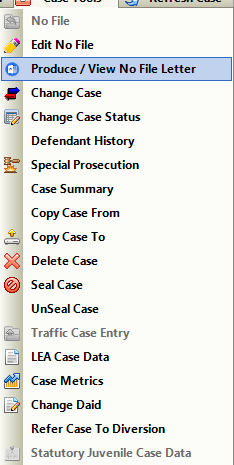 Case Tools Refresh Case
No File
Edit No File
Produce / View No File Letter
Change Case
Change Case Status
Defendant History
Special Prosecution
Case Summary
Copy Case From
Copy Case To
Delete Case
Seal Case
UnSeal Case
Traffic Case Entry
LEA Case Data
Case Metrics
Change Daid
Refer Case To Diversion
Statutory Juvenile Case Data